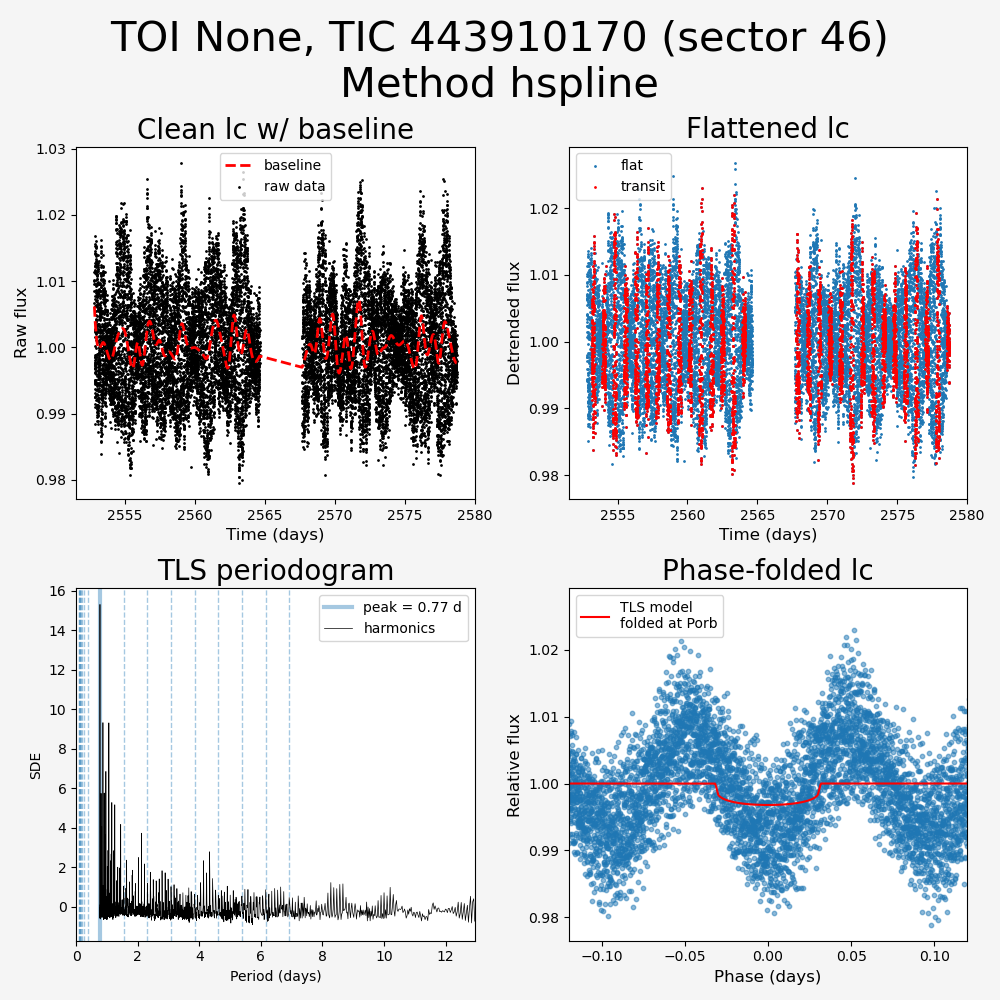 TOI None, TIC 443910170 (sector 46)
Method hspline
Clean lc w/ baseline
Flattened lc
1.03
1.02
1.01
1.00
0.99
0.98
Raw flux
baseline
raw data
2555
2560
2565
2570
2575
2580
Time (days)
1.02
1.01
1.00
0.99
0.98
Detrended flux
flat
transit
2555
2560
2565
2570
2575
2580
Time (days)
TLS periodogram
Phase-folded lc
16
14
12
10
8
6
4
2
0
SDE
peak = 0.77 d
harmonics
0
2
4
6
8
10
12
Period (days)
1.02
1.01
1.00
0.99
0.98
Relative flux
TLS model
folded at Porb
−0.10
−0.05
0.00
0.05
0.10
Phase (days)